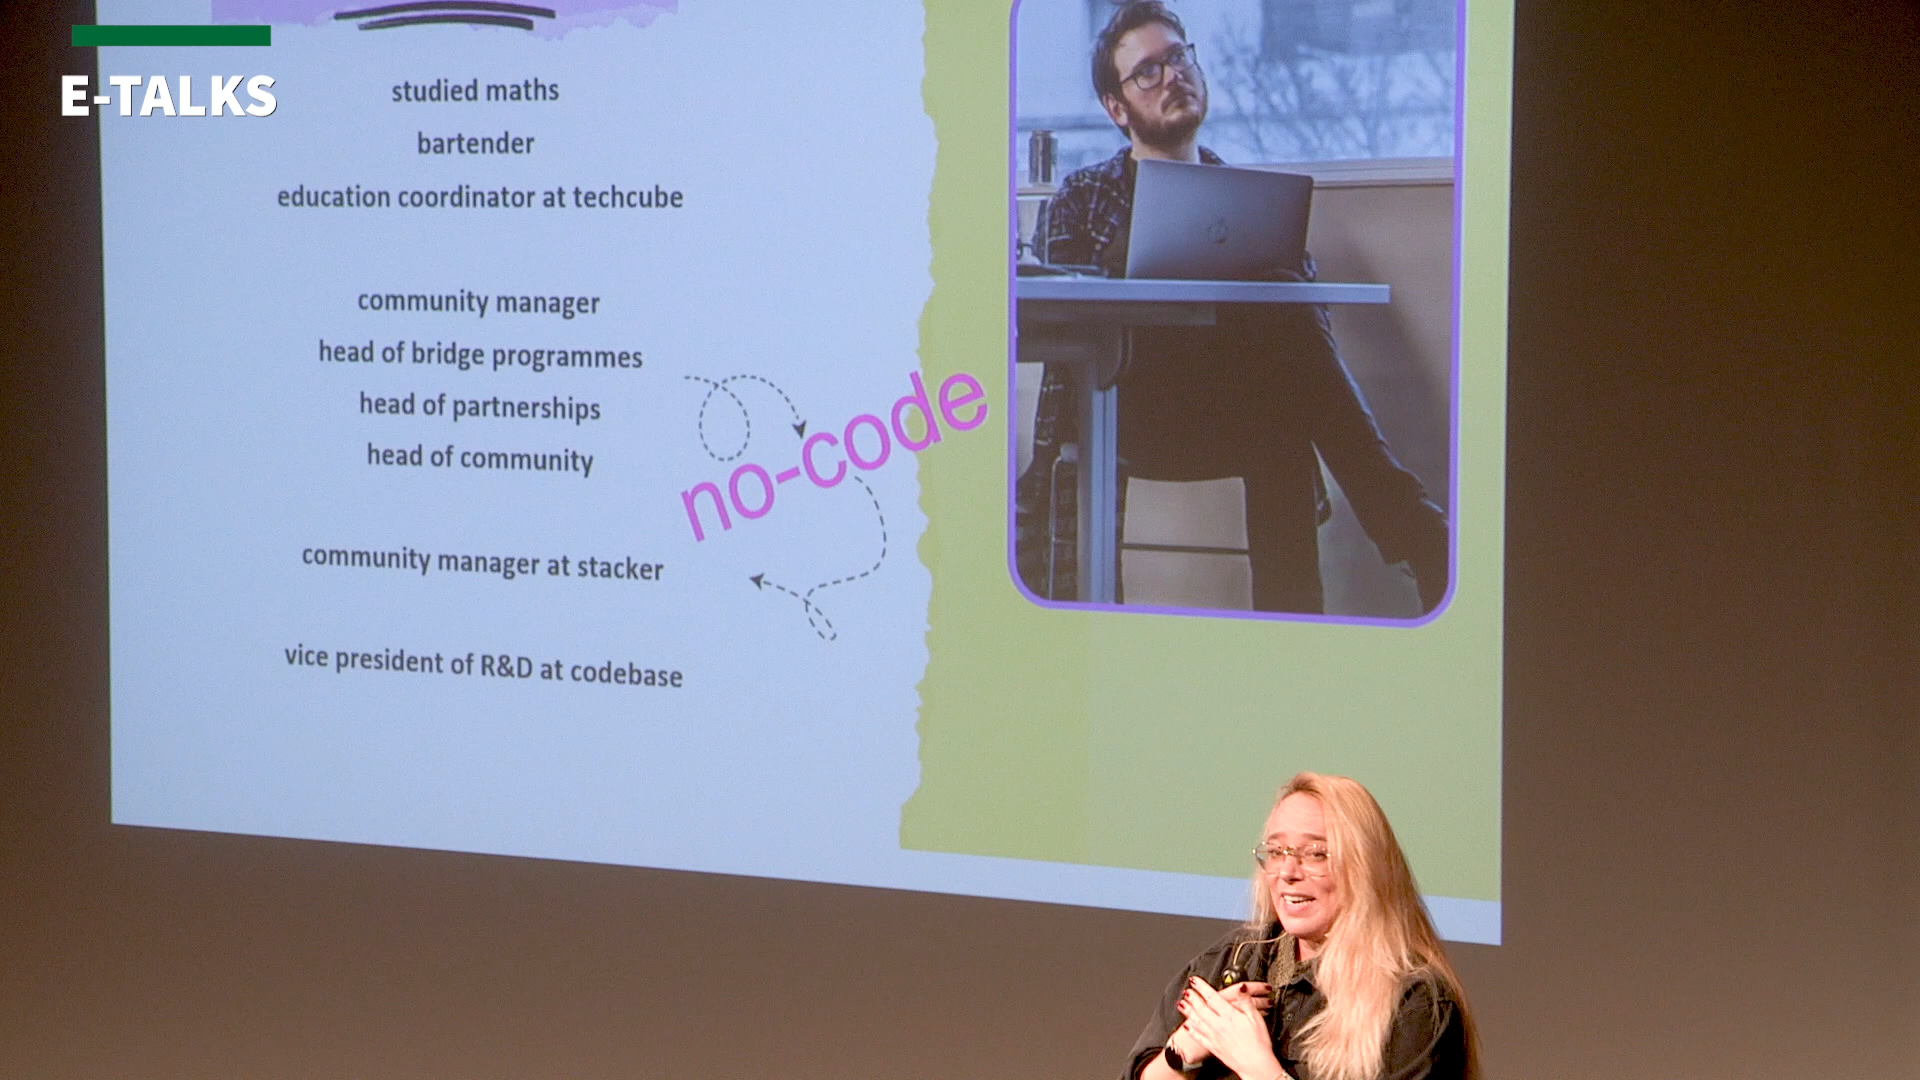 E-TALKS
studied maths
bartender
education coordinator at techcube
community manager
head of bridge programmes
head of partnerships
head of community
no-code
community manager at stacker
vice president of R&D at codebase